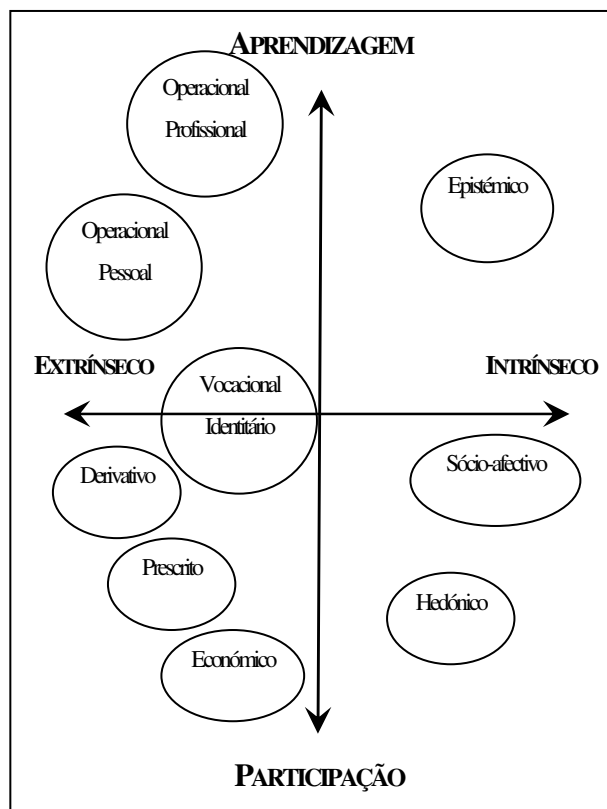 APRENDIZAGEM
Operacional
Profissional
Epistémico
Operacional
Pessoal
EXTRÍNSECO
INTRÍNSECO
Vocacional
Identitário
Sócio-afectivo
Derivativo
Prescrito
Hedónico
Económico
PARTICIPAÇÃO